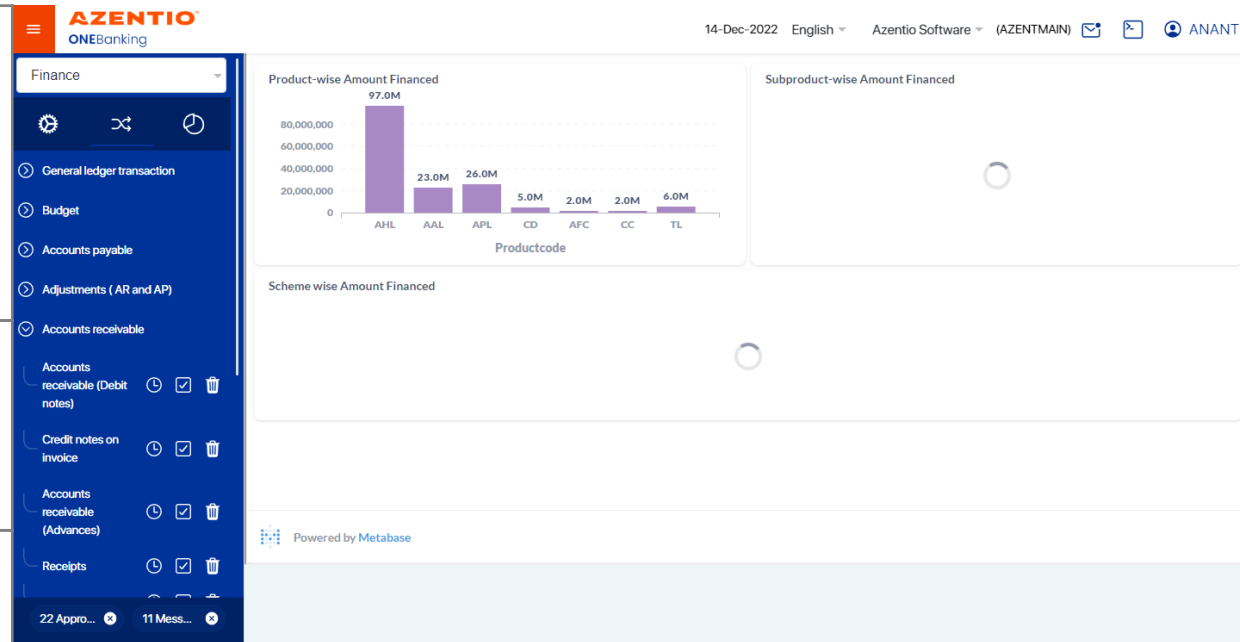 AZENTIO™
ONEBanking
14-Dec-2022 English Azentio Software (AZENTMAIN) ANANT
Finance
General ledger transaction
Budget
Accounts payable
Adjustments ( AR and AP)
Accounts receivable
Accounts
receivable (Debit
notes)
Credit notes on
invoice
Accounts
receivable
(Advances)
Receipts
22 Appro...
11 Mess...
Product-wise Amount Financed
97.0M
80,000,000
60,000,000
40,000,000
20,000,000
0
23.0M
26.0M
5.0M
2.0M
2.0M
6.0M
AHL AAL APL CD AFC CC TL
Productcode
Subproduct-wise Amount Financed
Scheme wise Amount Financed
Powered by Metabase